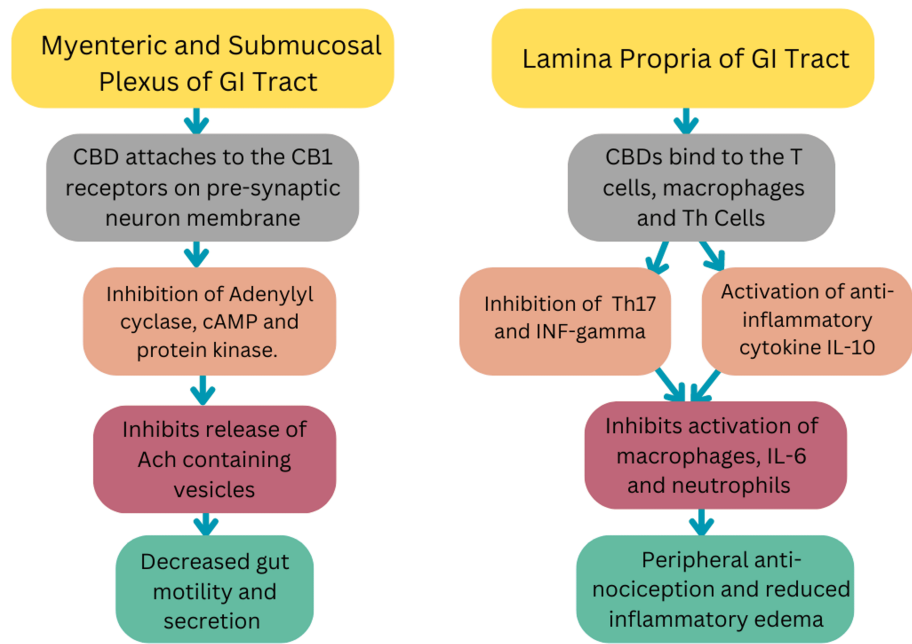 Myenteric and Submucosal
Plexus of GI Tract
CBD attaches to the CB1
receptors on pre-synaptic
neuron membrane
Inhibition of Adenylyl
cyclase, cAMP and
protein kinase.
Inhibits release of
Ach containing
vesicles
Decreased gut
motility and
secretion
Lamina Propria of GI Tract
CBDs bind to the T
cells, macrophages
and Th Cells
Inhibition of Th17
and INF-gamma
Activation of anti-
inflammatory
cytokine IL-10
Inhibits activation of
macrophages, IL-6
and neutrophils
Peripheral anti-
nociception and reduced
inflammatory edema